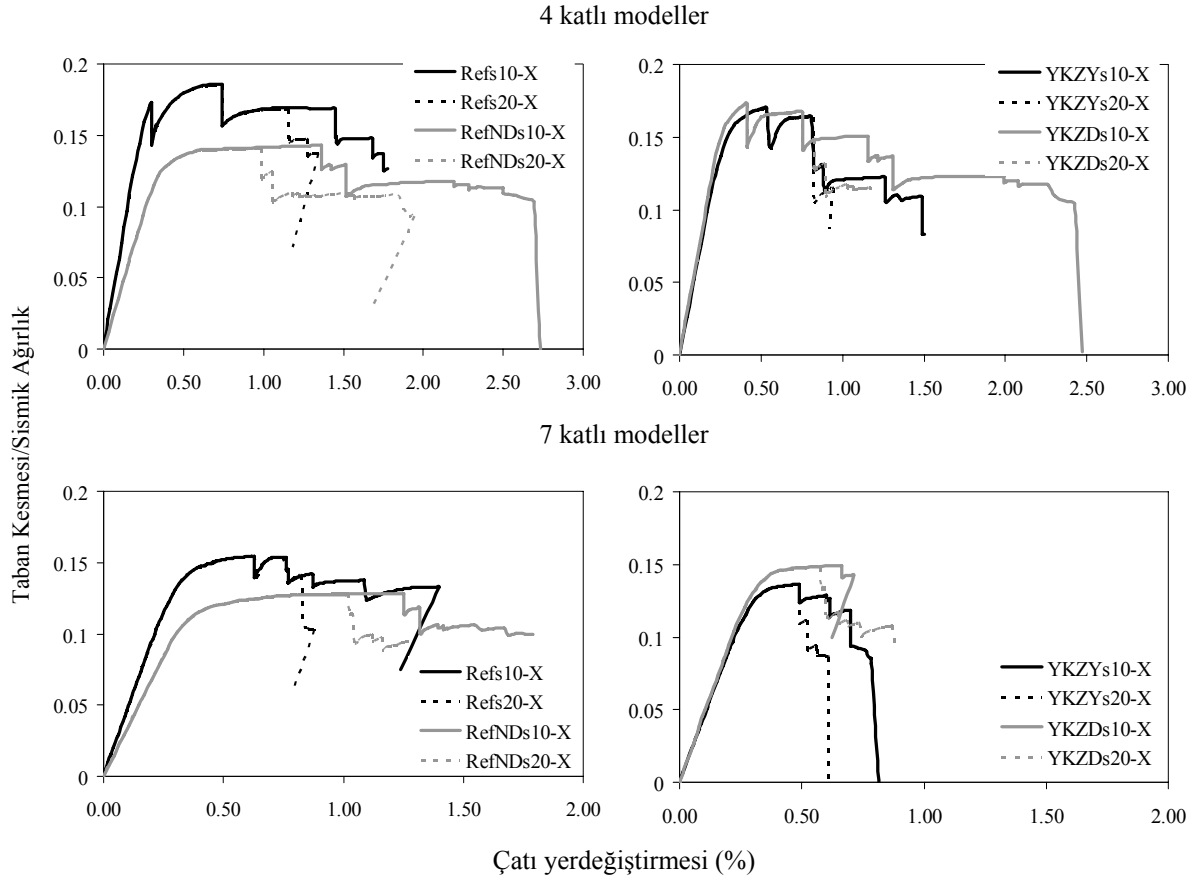 4 katlı modeller
0.2
0.15
0.1
0.05
0
0.00 0.50 1.00 1.50 2.00 2.50 3.00
Refs10-X
Refs20-X
RefNDs10-X
RefNDs20-X
0.2
0.15
0.1
0.05
0
0.00 0.50 1.00 1.50 2.00 2.50 3.00
YKZYs10-X
YKZYs20-X
YKZDs10-X
YKZDs20-X
Taban Kesmesi/Sismik Ağırlık
7 katlı modeller
0.2
0.15
0.1
0.05
0
0.00 0.50 1.00 1.50 2.00
Refs10-X
Refs20-X
RefNDs10-X
RefNDs20-X
0.2
0.15
0.1
0.05
0
0.00 0.50 1.00 1.50 2.00
YKZYs10-X
YKZYs20-X
YKZDs10-X
YKZDs20-X
Çatı yerdeğiştirmesi (%)